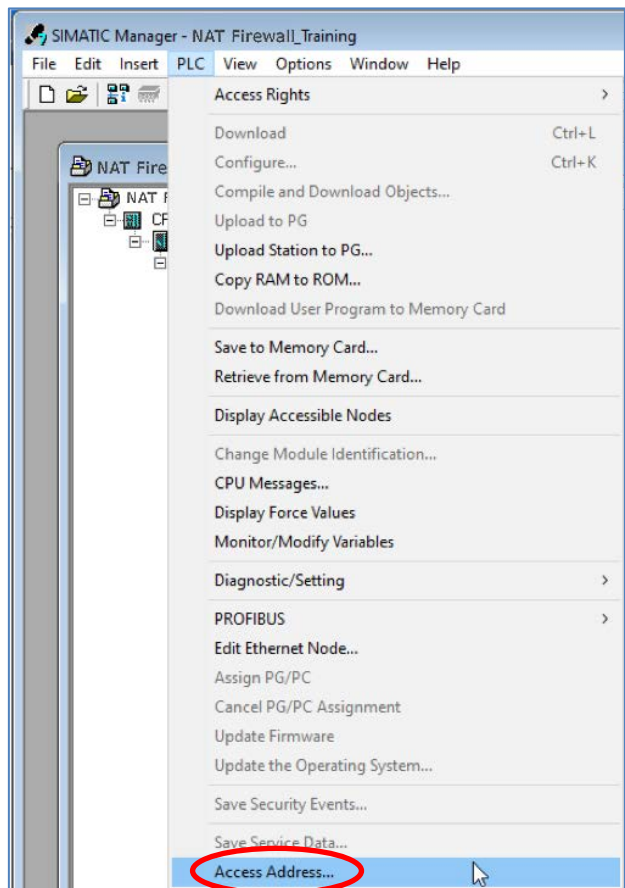 SIMATIC Manager - NAT Firewall_Training
File Edit Insert PLC View Options Window Help
Access Rights
Download Ctrl+L
Configure... Ctrl+K
Compile and Download Objects...
Upload to PG
Upload Station to PG...
Copy RAM to ROM...
Download User Program to Memory Card
Save to Memory Card...
Retrieve from Memory Card...
Display Accessible Nodes
Change Module Identification...
CPU Messages...
Display Force Values
Monitor/Modify Variables
Diagnostic/Setting
PROFIBUS
Edit Ethernet Node...
Assign PG/PC
Cancel PG/PC Assignment
Update Firmware
Update the Operating System...
Save Security Events...
Save Service Data...
Access Address...
NAT Fire
NAT F
CF